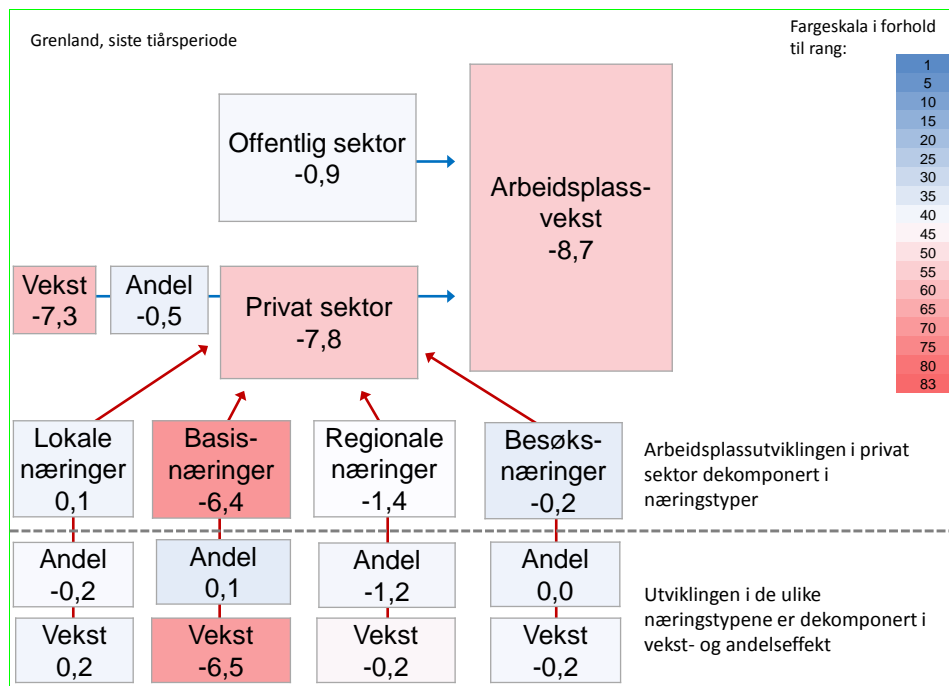 Grenland, siste tiårsperiode
Fargeskala i forhold
til rang:
1
5
10
15
20
25
30
35
40
45
50
55
60
65
70
75
80
83
Offentlig sektor
-0,9
Arbeidsplass-
vekst
-8,7
Vekst
-7,3
Andel
-0,5
Privat sektor
-7,8
Lokale
næringer
0,1
Basis-
næringer
-6,4
Regionale
næringer
-1,4
Besøks-
næringer
-0,2
Arbeidsplassutviklingen i privat
sektor dekomponert i
næringstyper
Andel
-0,2
Andel
0,1
Andel
-1,2
Andel
0,0
Vekst
0,2
Vekst
-6,5
Vekst
-0,2
Vekst
-0,2
Utviklingen i de ulike
næringstypene er dekomponert i
vekst- og andelseffekt